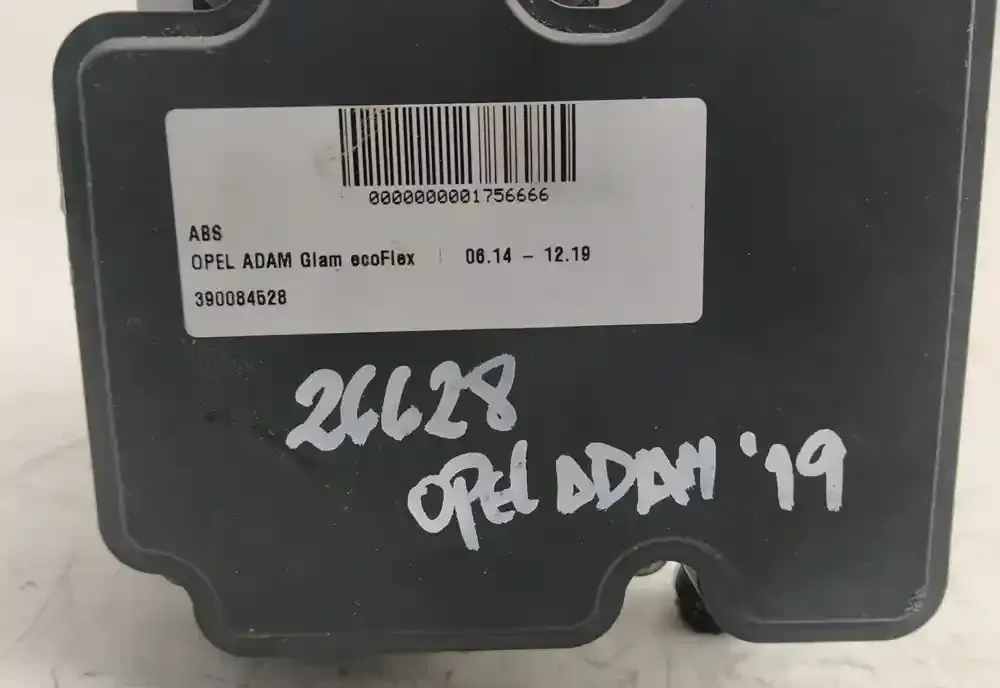 0000000001756666
ABS
OPEL ADAM Glam ecoFlex | 06.14 - 12.19
390084528
26628
OPEL ADAM '19